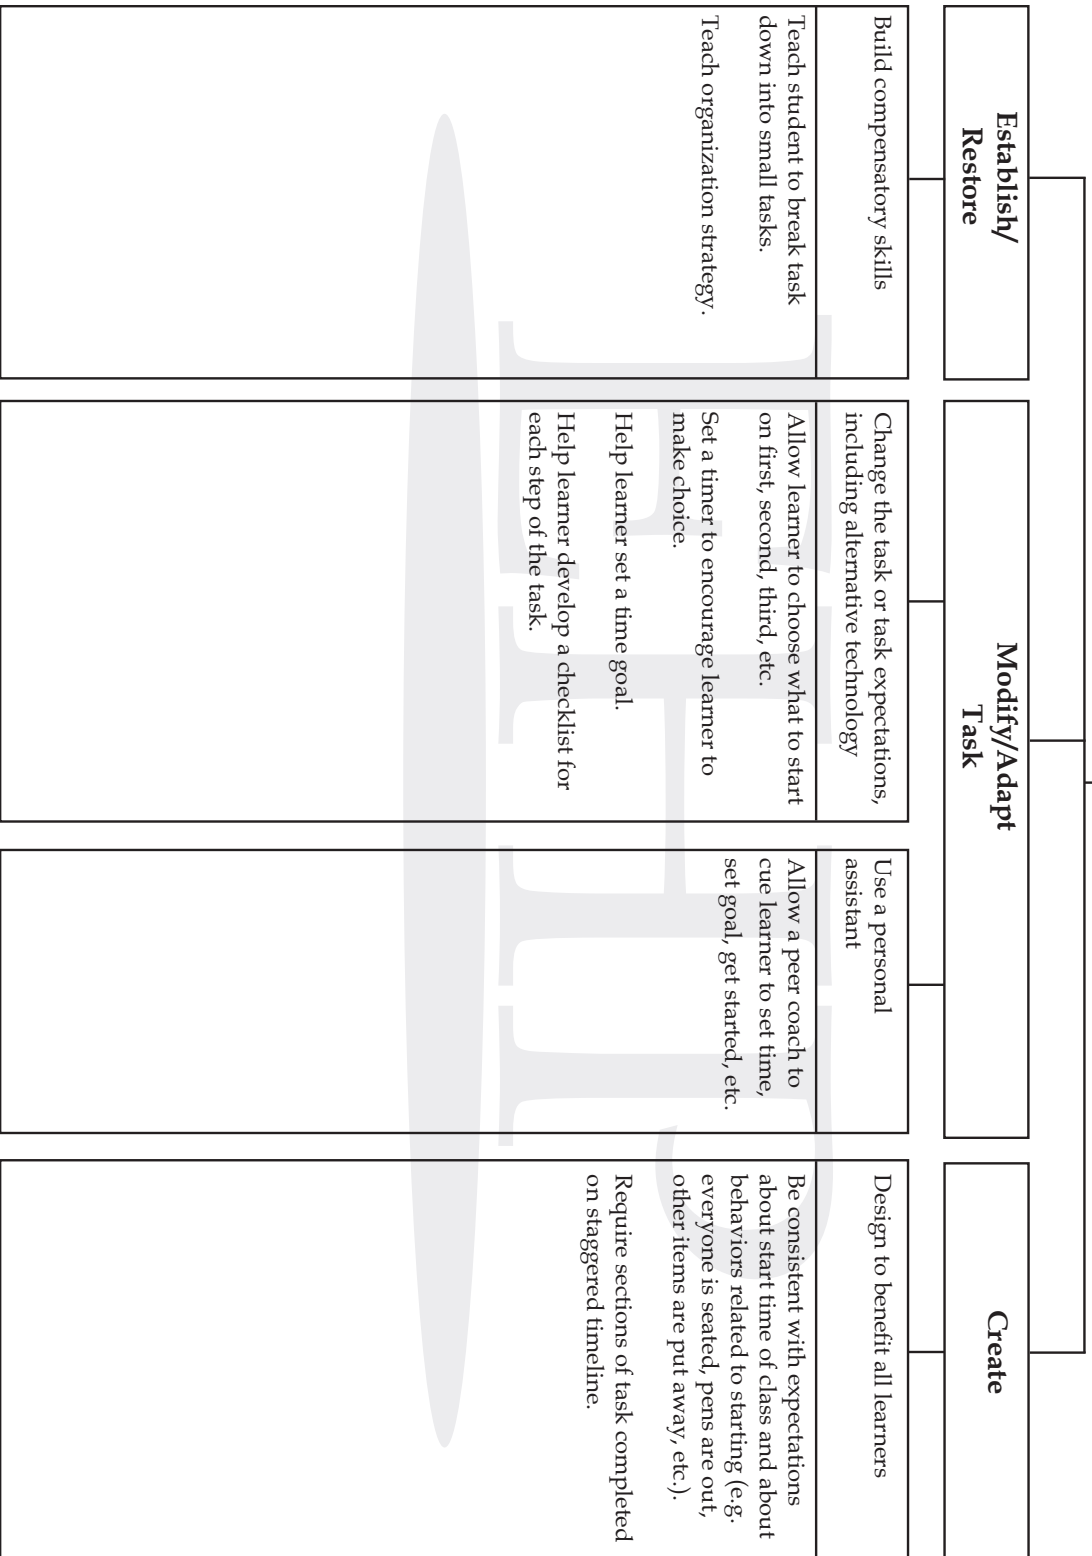 Establish/
Restore
Build compensatory skills
Teach student to break task
down into small tasks.
Teach organization strategy.
Modify/Adapt
Task
Change the task or task expectations,
including alternative technology
Allow learner to choose what to start
on first, second, third, etc.
Set a timer to encourage learner to
make choice.
Help learner set a time goal.
Help learner develop a checklist for
each step of the task.
Use a personal
assistant
Allow a peer coach to
cue learner to set time,
set goal, get started, etc.
Create
Design to benefit all learners
Be consistent with expectations
about start time of class and about
behaviors related to starting (e.g.
everyone is seated, pens are out,
other items are put away, etc.).
Require sections of task completed
on staggered timeline.